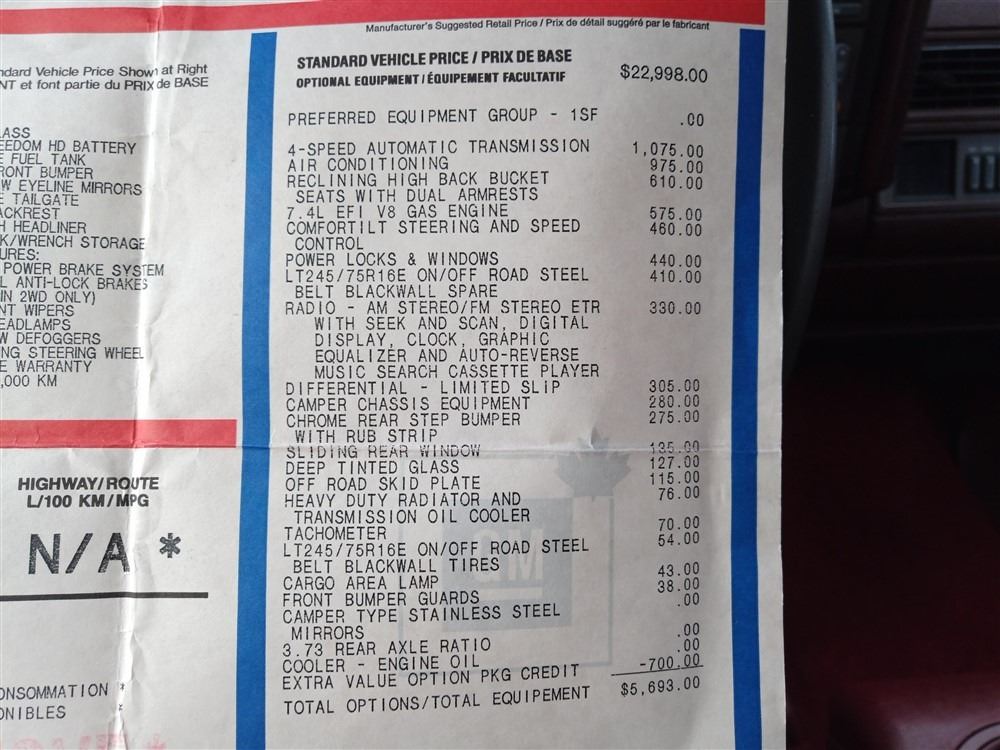 Manufacturer's Suggested Retail Price / Prix de détail suggéré par le fabricant
ndard Vehicle Price Shown at Right
NT et font partie du PRIX de BASE
ASS
EEDOM HD BATTERY
E FUEL TANK
RONT BUMPER
W EYELINE MIRRORS
E TAILGATE
ACKREST
H HEADLINER
K/WRENCH STORAGE
URES:
POWER BRAKE SYSTEM
L ANTI-LOCK BRAKES
IN 2WD ONLY)
NT WIPERS
EADLAMPS
W DEFOGGERS
NG STEERING WHEEL
E WARRANTY
,000 KM
HIGHWAY/ROUTE
L/100 KM/MPG
N/A *
ONSOMMATION *
ONIBLES *
STANDARD VEHICLE PRICE / PRIX DE BASE $22,998.00
OPTIONAL EQUIPMENT / ÉQUIPEMENT FACULTATIF
PREFERRED EQUIPMENT GROUP - 1SF .00
4-SPEED AUTOMATIC TRANSMISSION 1,075.00
AIR CONDITIONING 975.00
RECLINING HIGH BACK BUCKET 610.00
SEATS WITH DUAL ARMRESTS
7.4L EFI V8 GAS ENGINE 575.00
COMFORTILT STEERING AND SPEED 460.00
CONTROL
POWER LOCKS & WINDOWS 440.00
LT245/75R16E ON/OFF ROAD STEEL 410.00
BELT BLACKWALL SPARE
RADIO - AM STEREO/FM STEREO ETR 330.00
WITH SEEK AND SCAN, DIGITAL
DISPLAY, CLOCK, GRAPHIC
EQUALIZER AND AUTO-REVERSE
MUSIC SEARCH CASSETTE PLAYER
DIFFERENTIAL - LIMITED SLIP 305.00
CAMPER CHASSIS EQUIPMENT 280.00
CHROME REAR STEP BUMPER 275.00
WITH RUB STRIP
SLIDING REAR WINDOW 135.00
DEEP TINTED GLASS 127.00
OFF ROAD SKID PLATE 115.00
HEAVY DUTY RADIATOR AND 76.00
TRANSMISSION OIL COOLER
TACHOMETER 70.00
LT245/75R16E ON/OFF ROAD STEEL 54.00
BELT BLACKWALL TIRES
CARGO AREA LAMP 43.00
FRONT BUMPER GUARDS 38.00
CAMPER TYPE STAINLESS STEEL .00
MIRRORS
3.73 REAR AXLE RATIO .00
COOLER - ENGINE OIL .00
EXTRA VALUE OPTION PKG CREDIT -700.00
TOTAL OPTIONS/TOTAL EQUIPEMENT $5,693.00
GM